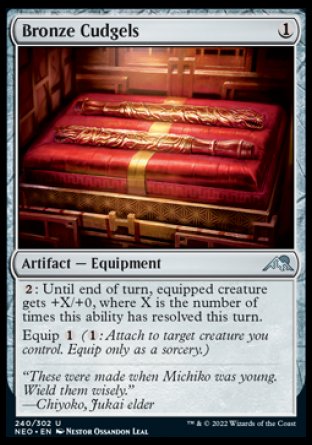 Bronze Cudgels 1
Artifact — Equipment
2: Until end of turn, equipped creature
gets +X/+0, where X is the number of
times this ability has resolved this turn.
Equip 1 (1: Attach to target creature you
control. Equip only as a sorcery.)
"These were made when Michiko was young.
Wield them wisely."
—Chiyoko, Jukai elder
240/302 U
NEO • EN Nestor Ossandon Leal
™ & © 2022 Wizards of the Coast